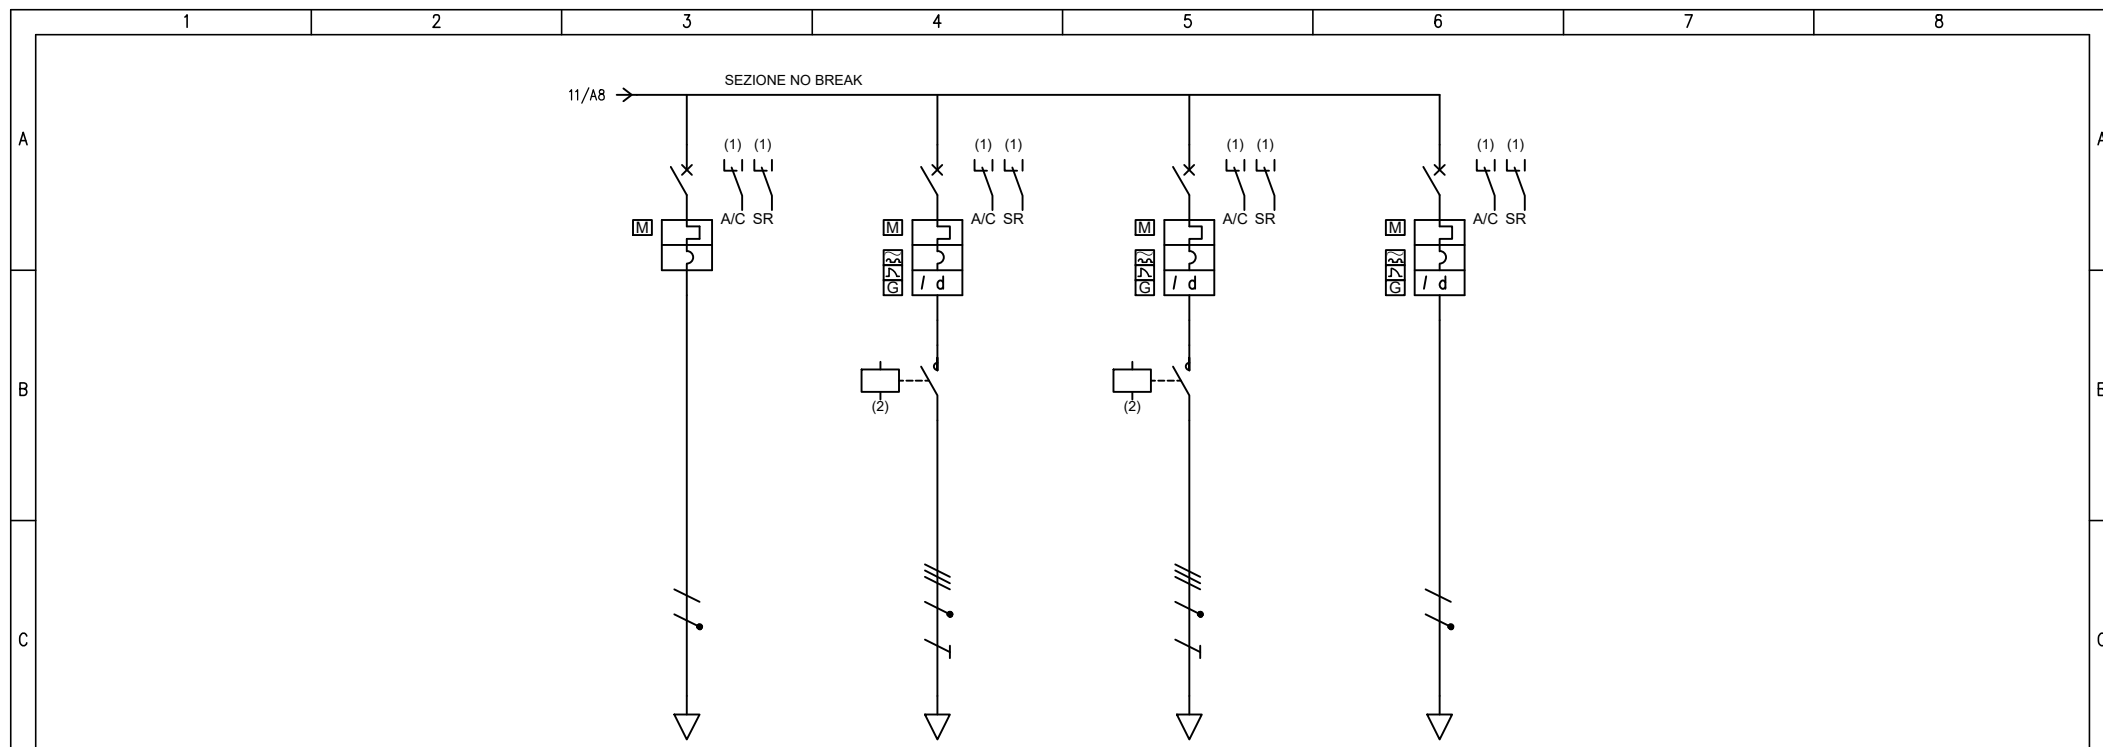 1 2 3 4 5 6 7 8
SEZIONE NO BREAK
11/A8
A A
(1) (1) (1) (1) (1) (1) (1) (1)
A/C SR A/C SR A/C SR A/C SR
M M M M
I d I d I d
G G G
B
(2) (2)
C